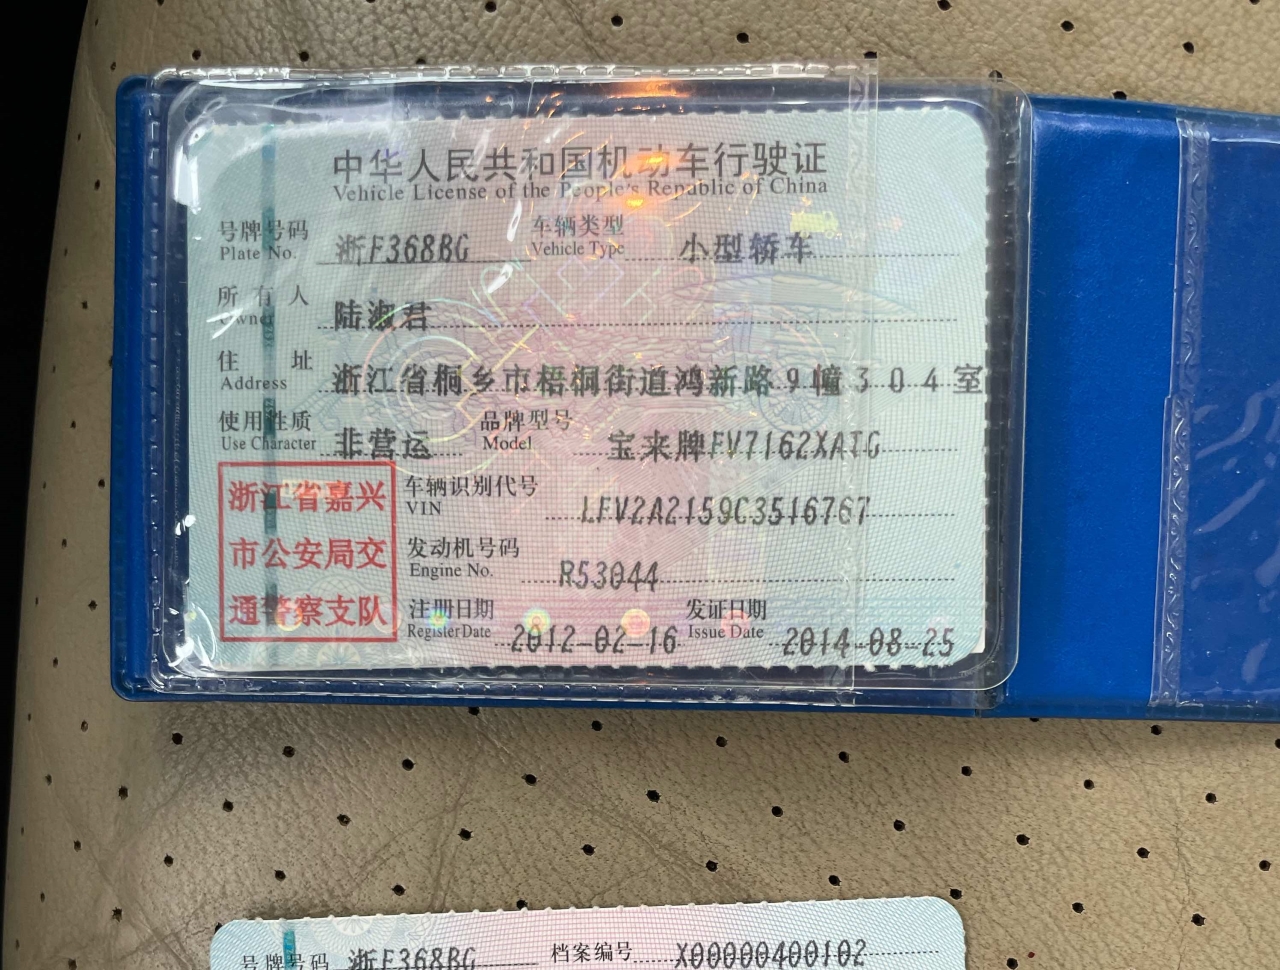 中华人民共和国机动车行驶证
Vehicle License of the People's Republic of China
号牌号码 浙F368BG 车辆类型 小型轿车
Plate No. Vehicle Type
所有人 陆淑君
Owner
住址 浙江省桐乡市梧桐街道鸿新路9幢304室
Address
使用性质 非营运 品牌型号 宝来牌FV7162XATG
Use Character Model
浙江省嘉兴
市公安局交
通警察支队
车辆识别代号 LFV2A2159C3516767
VIN
发动机号码 R53044
Engine No.
注册日期 2012-02-16 发证日期 2014-08-25
Register Date Issue Date
号牌号码 浙F368BG 档案编号 X00000400102